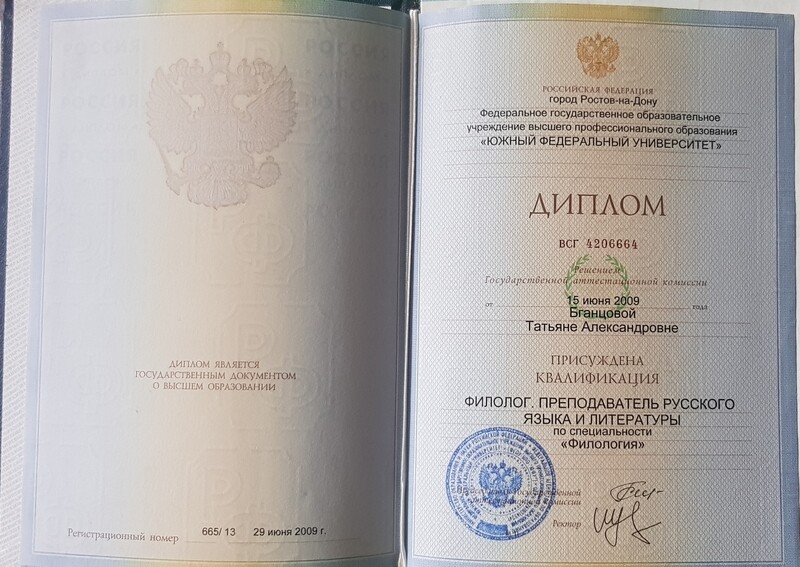 ДИПЛОМ ЯВЛЯЕТСЯ
ГОСУДАРСТВЕННЫМ ДОКУМЕНТОМ
О ВЫСШЕМ ОБРАЗОВАНИИ
Регистрационный номер 665/ 13 29 июня 2009 г.
РОССИЙСКАЯ ФЕДЕРАЦИЯ
город Ростов-на-Дону
Федеральное государственное образовательное
учреждение высшего профессионального образования
«ЮЖНЫЙ ФЕДЕРАЛЬНЫЙ УНИВЕРСИТЕТ»
ДИПЛОМ
ВСГ 4206664
Решением
Государственной аттестационной комиссии
от 15 июня 2009 года
Бганцовой
Татьяне Александровне
ПРИСУЖДЕНА
КВАЛИФИКАЦИЯ
ФИЛОЛОГ. ПРЕПОДАВАТЕЛЬ РУССКОГО
ЯЗЫКА И ЛИТЕРАТУРЫ
по специальности
«Филология»
Государственной
комиссии
Ректор